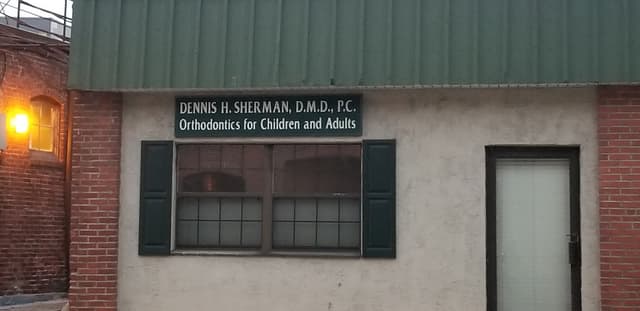 DENNIS H. SHERMAN, D.M.D., P.C.
Orthodontics for Children and Adults